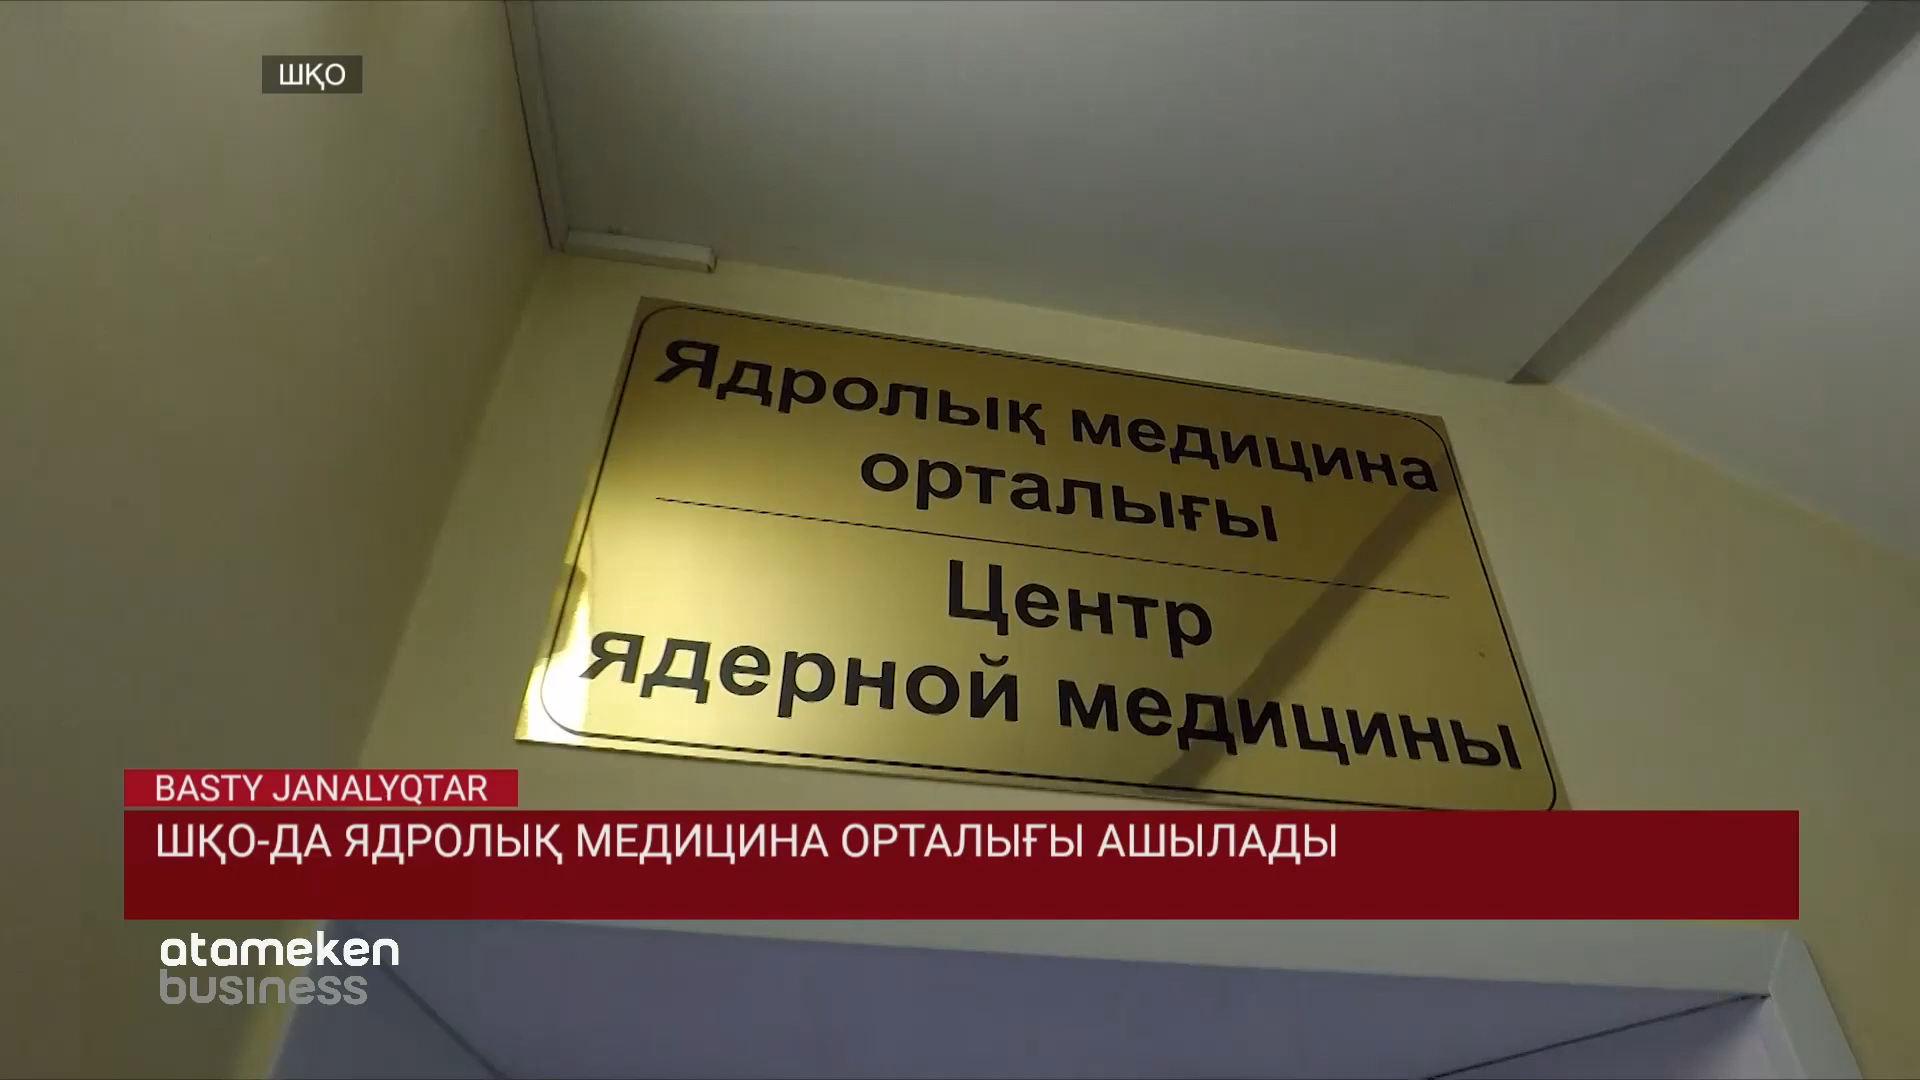 ШҚО
Ядролық медицина
орталығы
Центр
ядерной медицины
BASTY JANALYQTAR
ШҚО-ДА ЯДРОЛЫҚ МЕДИЦИНА ОРТАЛЫҒЫ АШЫЛАДЫ
atameken
business